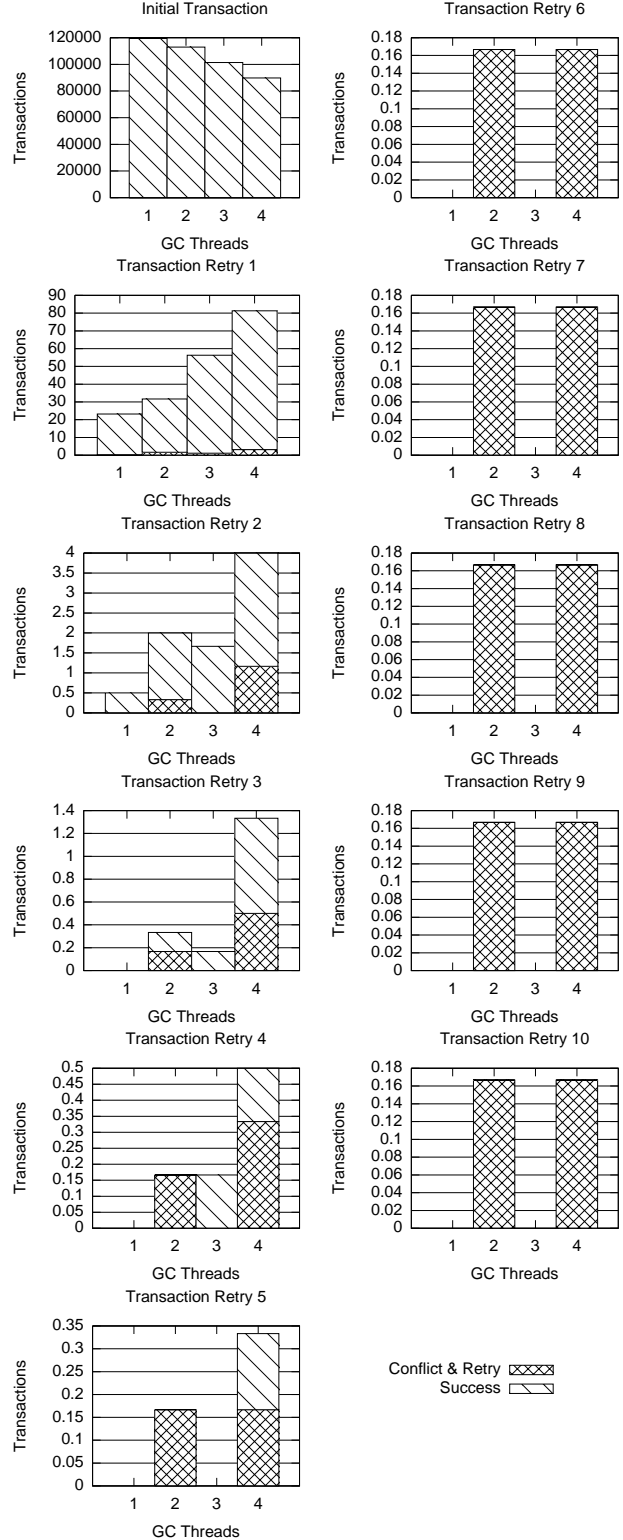 Initial Transaction
120000
100000
80000
60000
40000
20000
0
Transactions
1 2 3 4
GC Threads
Transaction Retry 1
90
80
70
60
50
40
30
20
10
0
Transactions
1 2 3 4
GC Threads
Transaction Retry 2
4
3.5
3
2.5
2
1.5
1
0.5
0
Transactions
1 2 3 4
GC Threads
Transaction Retry 3
1.4
1.2
1
0.8
0.6
0.4
0.2
0
Transactions
1 2 3 4
GC Threads
Transaction Retry 4
0.5
0.45
0.4
0.35
0.3
0.25
0.2
0.15
0.1
0.05
0
Transactions
1 2 3 4
GC Threads
Transaction Retry 5
0.35
0.3
0.25
0.2
0.15
0.1
0.05
0
Transactions
1 2 3 4
GC Threads
Transaction Retry 6
0.18
0.16
0.14
0.12
0.1
0.08
0.06
0.04
0.02
0
Transactions
1 2 3 4
GC Threads
Transaction Retry 7
0.18
0.16
0.14
0.12
0.1
0.08
0.06
0.04
0.02
0
Transactions
1 2 3 4
GC Threads
Transaction Retry 8
0.18
0.16
0.14
0.12
0.1
0.08
0.06
0.04
0.02
0
Transactions
1 2 3 4
GC Threads
Transaction Retry 9
0.18
0.16
0.14
0.12
0.1
0.08
0.06
0.04
0.02
0
Transactions
1 2 3 4
GC Threads
Transaction Retry 10
0.18
0.16
0.14
0.12
0.1
0.08
0.06
0.04
0.02
0
Transactions
1 2 3 4
GC Threads
Conflict & Retry
Success